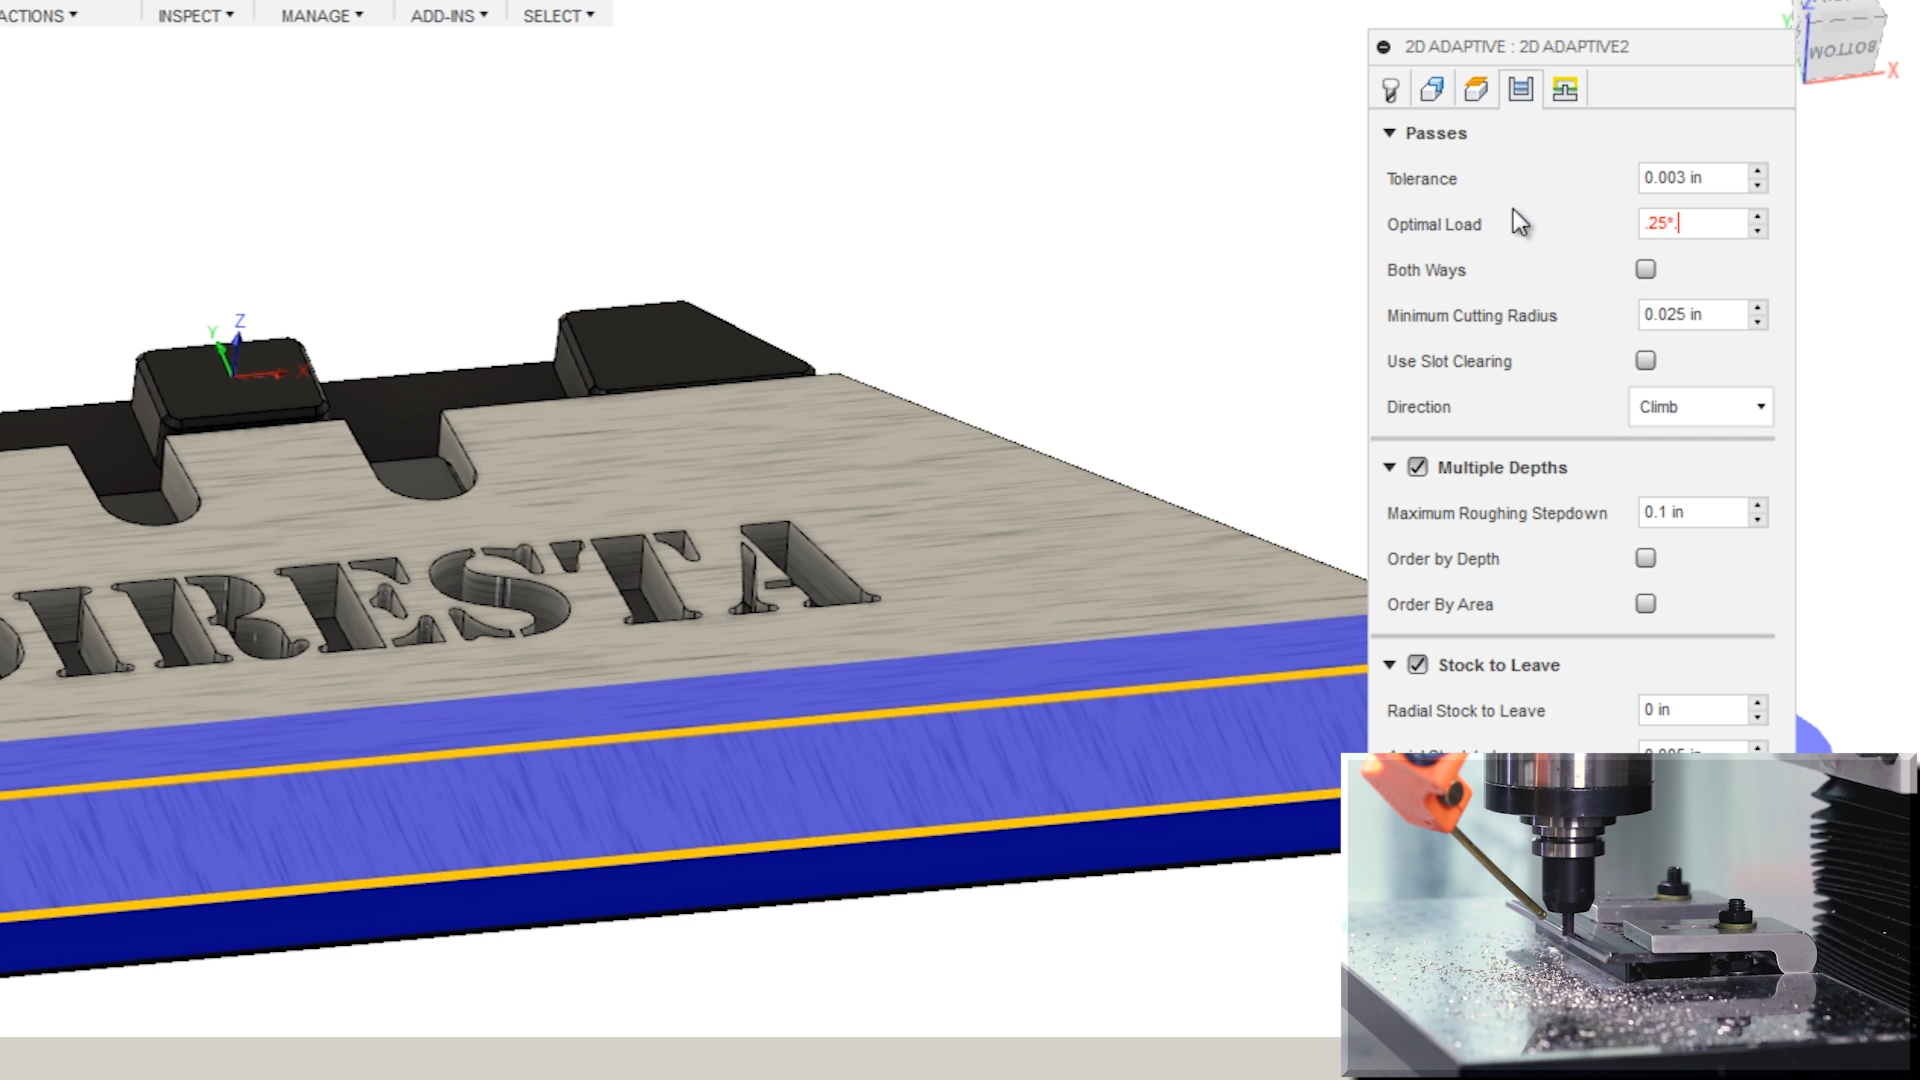 ACTIONS INSPECT MANAGE ADD-INS SELECT
Z
Y
BOTTOM
X
2D ADAPTIVE : 2D ADAPTIVE2
Passes
Tolerance 0.003 in
Optimal Load .25*.
Both Ways
Minimum Cutting Radius 0.025 in
Use Slot Clearing
Direction Climb
Multiple Depths
Maximum Roughing Stepdown 0.1 in
Order by Depth
Order By Area
Stock to Leave
Radial Stock to Leave 0 in
Z
Y
X
DIRESTA